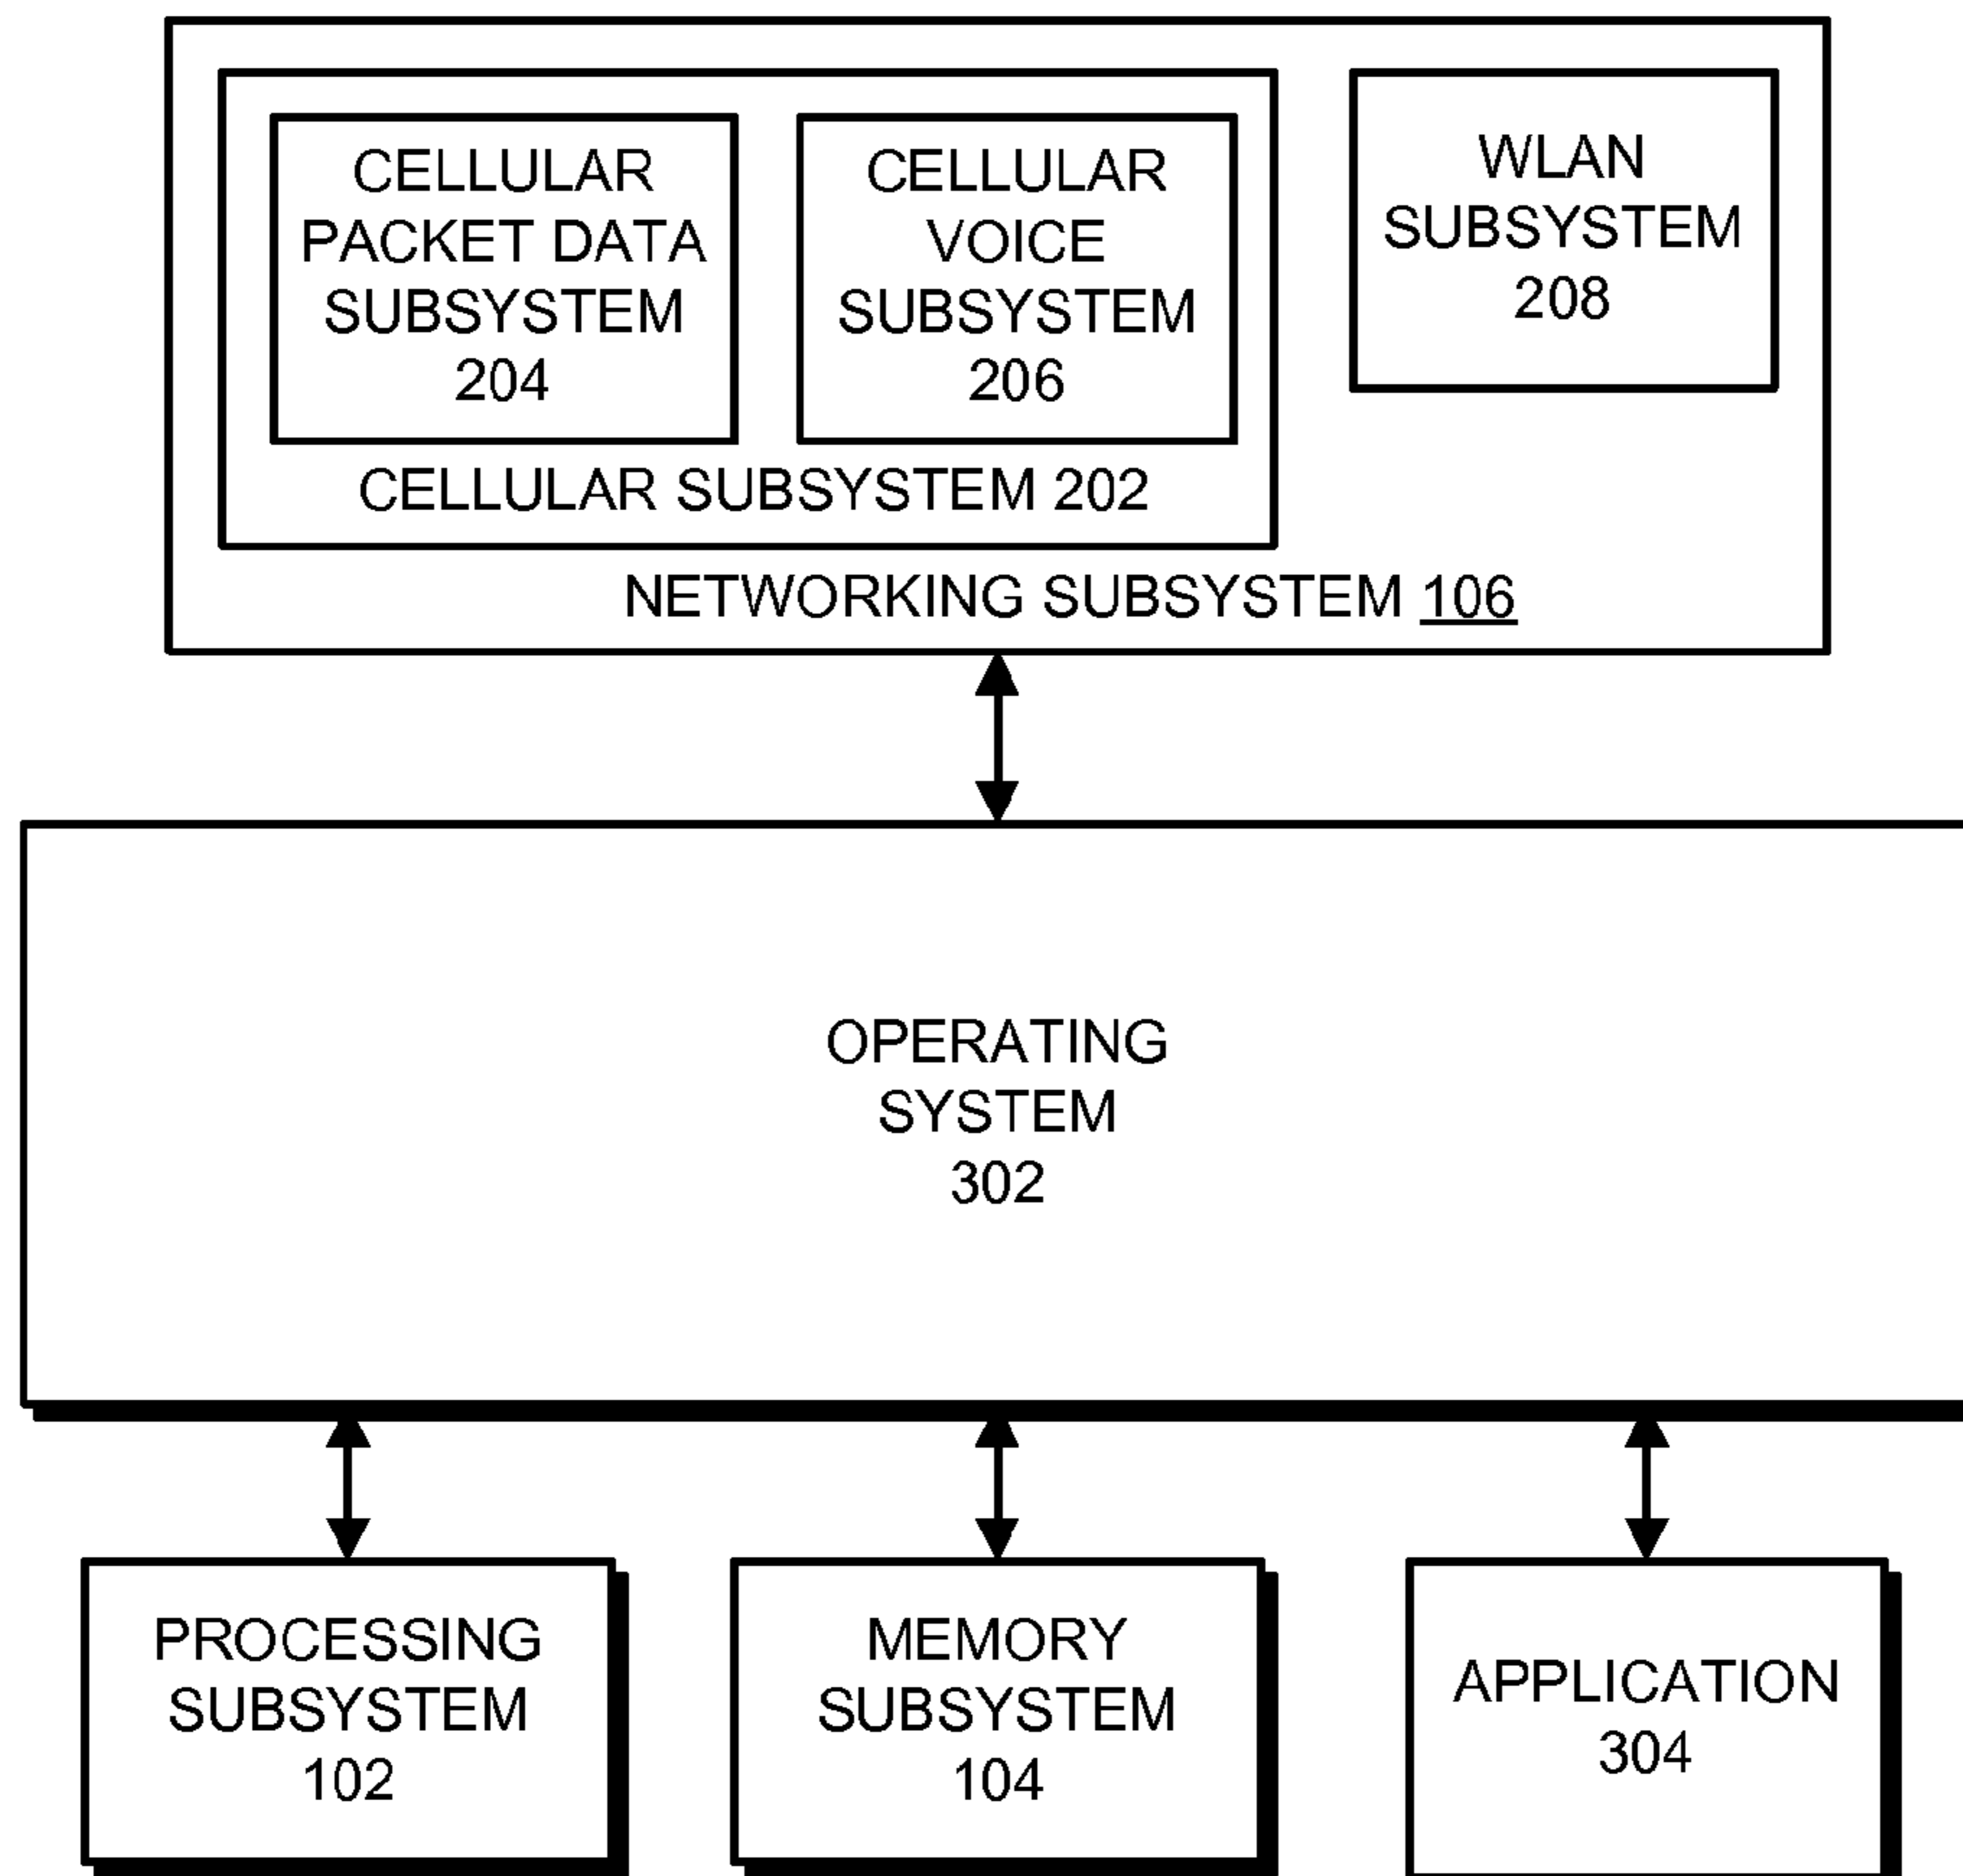 CELLULAR
PACKET DATA
SUBSYSTEM
204
CELLULAR
VOICE
SUBSYSTEM
206
WLAN
SUBSYSTEM
208
CELLULAR SUBSYSTEM 202
NETWORKING SUBSYSTEM 106
OPERATING
SYSTEM
302
PROCESSING
SUBSYSTEM
102
MEMORY
SUBSYSTEM
104
APPLICATION
304